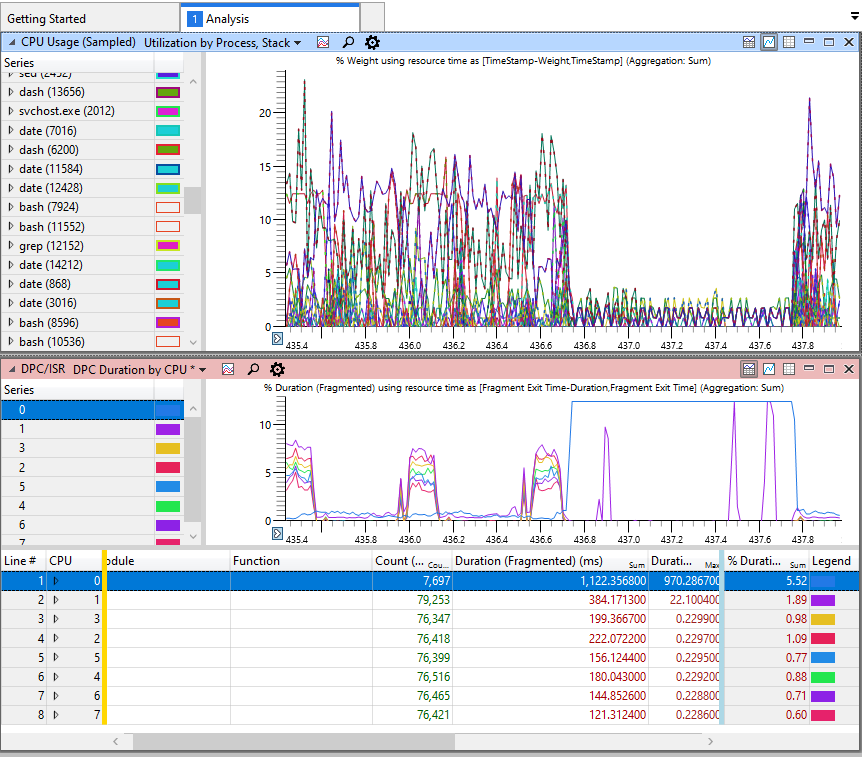 Getting Started
1 Analysis
CPU Usage (Sampled) Utilization by Process, Stack
Series
% Weight using resource time as [TimeStamp-Weight,TimeStamp] (Aggregation: Sum)
sed (2452)
dash (13656)
svchost.exe (2012)
date (7016)
dash (6200)
date (11584)
date (12428)
bash (7924)
bash (11552)
grep (12152)
date (14212)
date (868)
date (3016)
bash (8596)
bash (10536)
20
15
10
5
0
435.4 435.8 436.0 436.2 436.4 436.6 436.8 437.0 437.2 437.4 437.6 437.8
DPC/ISR DPC Duration by CPU *
Series
% Duration (Fragmented) using resource time as [Fragment Exit Time-Duration,Fragment Exit Time] (Aggregation: Sum)
0
1
3
2
5
4
6
7
10
5
0
435.4 435.8 436.0 436.2 436.4 436.6 436.8 437.0 437.2 437.4 437.6 437.8
Line # CPU odule Function Count (... Cou... Duration (Fragmented) (ms) Sum Durati... Max % Durati... Sum Legend
1 0 7,697 1,122.356800 970.286700 5.52
2 1 79,253 384.171300 22.100400 1.89
3 3 76,347 199.366700 0.229900 0.98
4 2 76,418 222.072200 0.229700 1.09
5 5 76,399 156.124400 0.229500 0.77
6 4 76,516 180.043000 0.229200 0.88
7 6 76,465 144.852600 0.228800 0.71
8 7 76,421 121.312400 0.228600 0.60